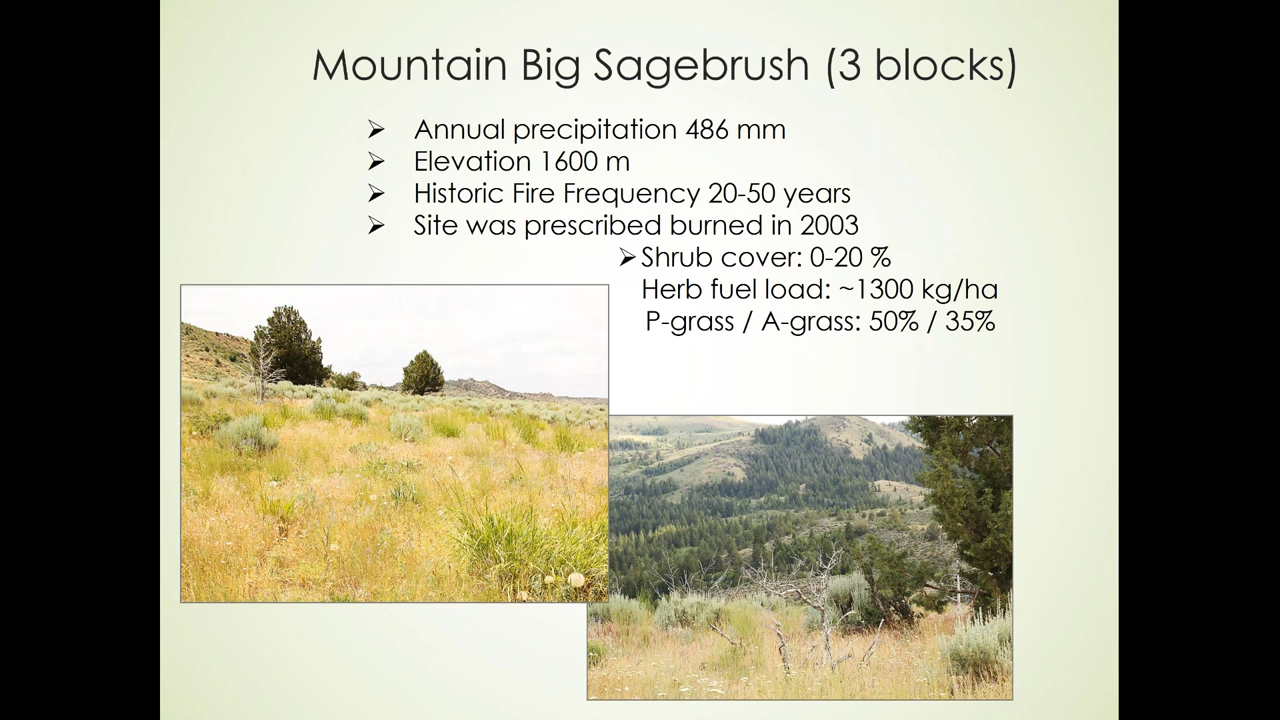 Mountain Big Sagebrush (3 blocks)
➢ Annual precipitation 486 mm
➢ Elevation 1600 m
➢ Historic Fire Frequency 20-50 years
➢ Site was prescribed burned in 2003
➢ Shrub cover: 0-20 %
Herb fuel load: ~1300 kg/ha
P-grass / A-grass: 50% / 35%